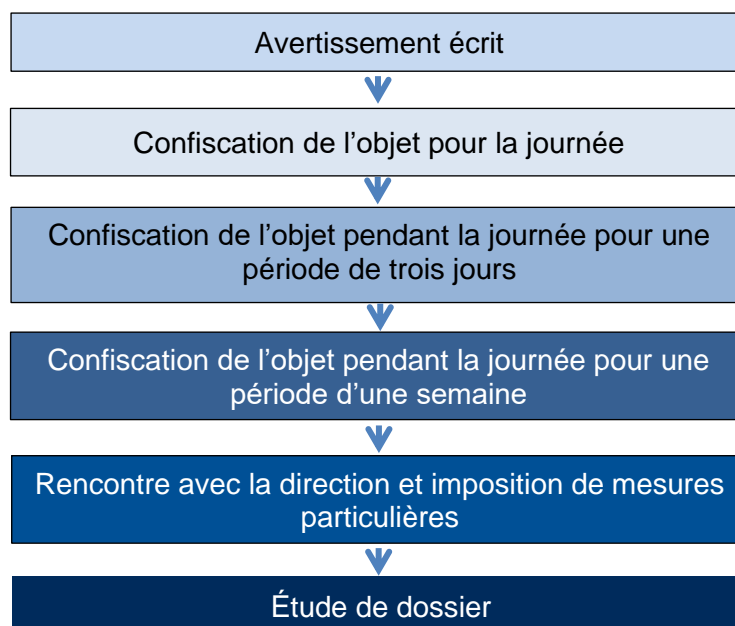 Avertissement écrit
Confiscation de l’objet pour la journée
Confiscation de l’objet pendant la journée pour une
période de trois jours
Confiscation de l’objet pendant la journée pour une
période d’une semaine
Rencontre avec la direction et imposition de mesures
particulières
Étude de dossier